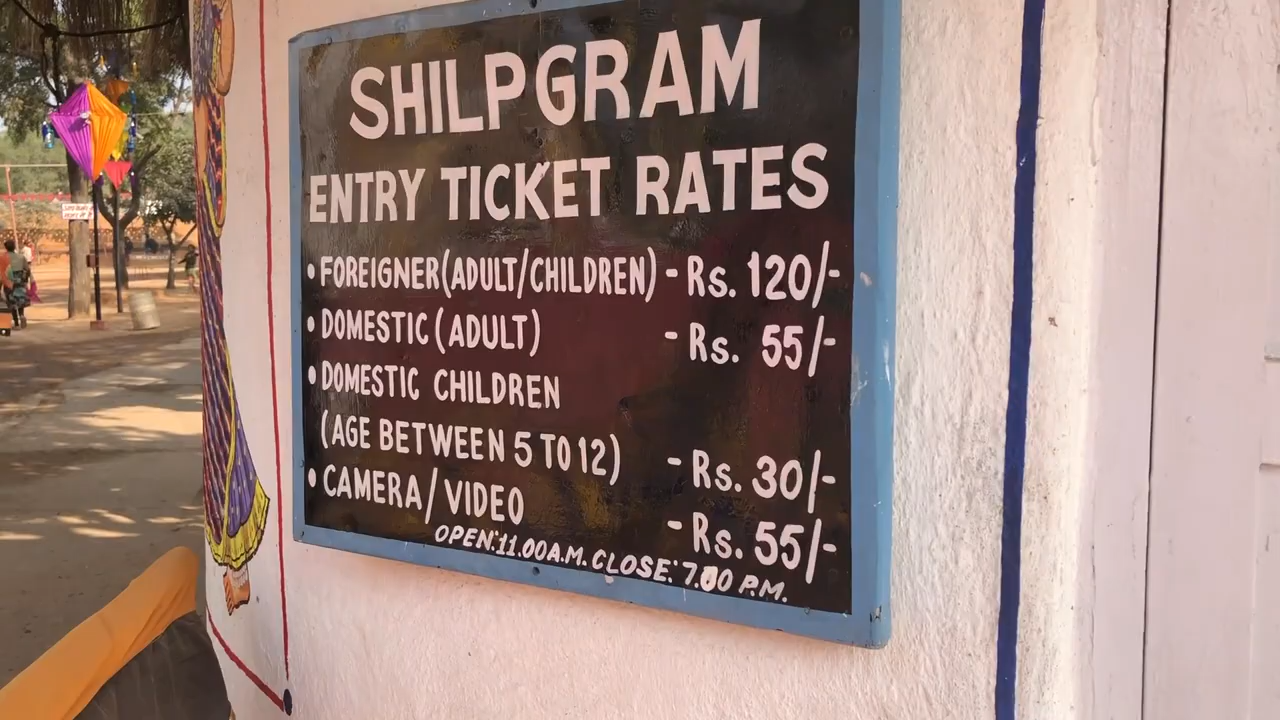 SHILPGRAM
ENTRY TICKET RATES
• FOREIGNER (ADULT/CHILDREN) - Rs. 120/-
• DOMESTIC (ADULT) - Rs. 55/-
• DOMESTIC CHILDREN
(AGE BETWEEN 5 TO 12) - Rs. 30/-
• CAMERA/VIDEO - Rs. 55/-
OPEN: 11.00A.M. CLOSE: 7.00 P.M.